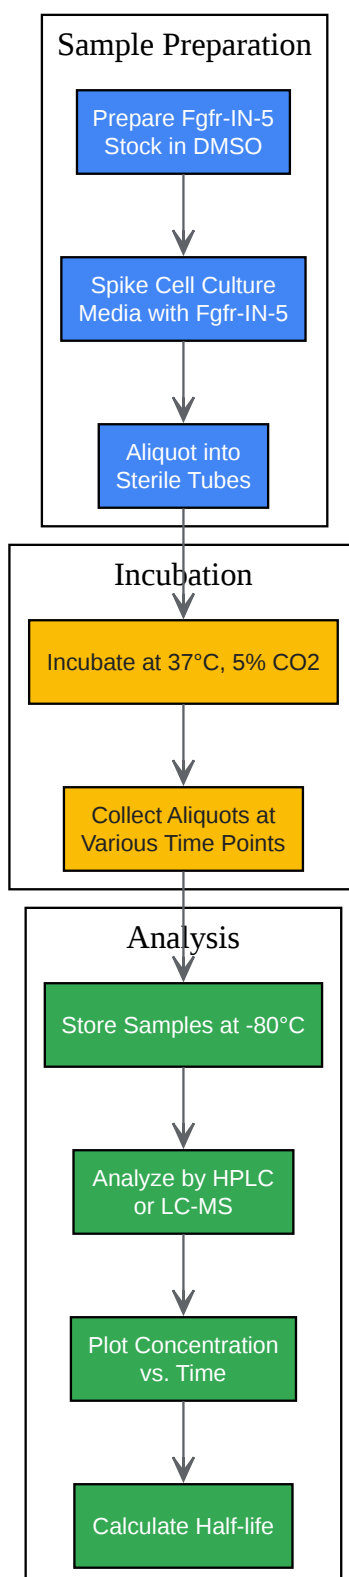 Sample Preparation
Prepare Fgfr-IN-5
Stock in DMSO
Spike Cell Culture
Media with Fgfr-IN-5
Aliquot into
Sterile Tubes
Incubation
Incubate at 37°C, 5% CO2
Collect Aliquots at
Various Time Points
Analysis
Store Samples at -80°C
Analyze by HPLC
or LC-MS
Plot Concentration
vs. Time
Calculate Half-life